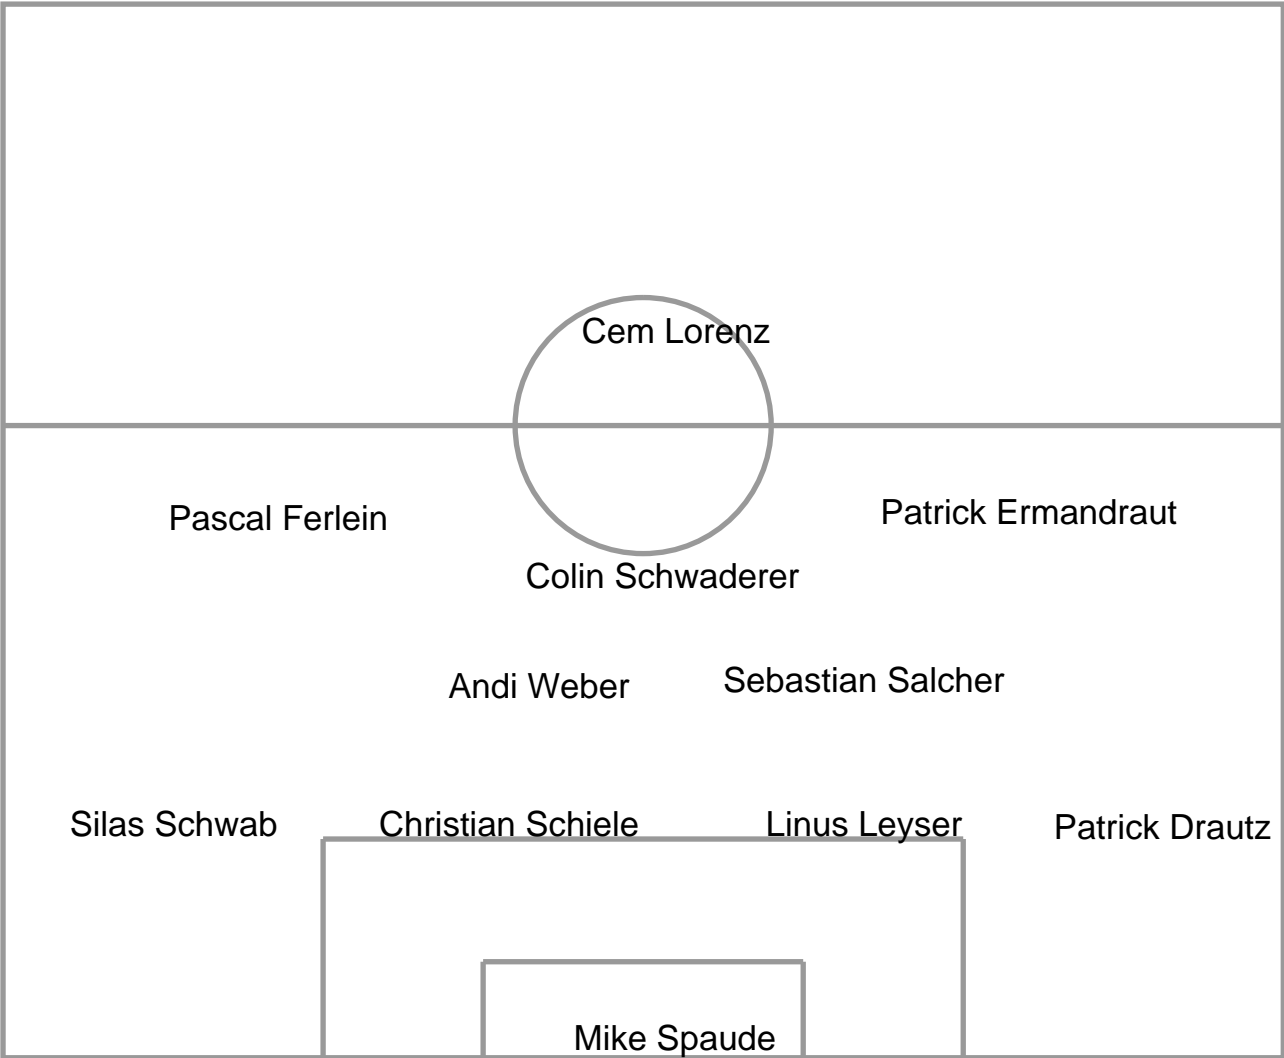 Cem Lorenz
Pascal Ferlein
Patrick Ermandraut
Colin Schwaderer
Andi Weber
Sebastian Salcher
Silas Schwab
Christian Schiele
Linus Leyser
Patrick Drautz
Mike Spaude